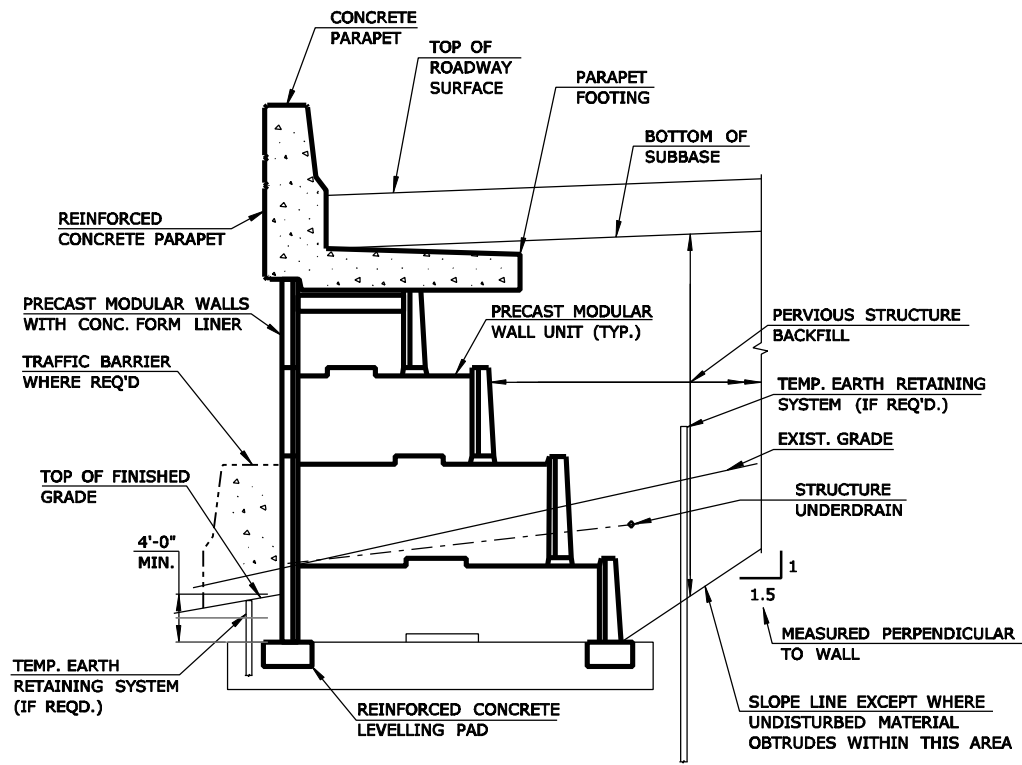 CONCRETE
PARAPET
TOP OF
ROADWAY
SURFACE
PARAPET
FOOTING
BOTTOM OF
SUBBASE
REINFORCED
CONCRETE PARAPET
PRECAST MODULAR WALLS
WITH CONC. FORM LINER
PRECAST MODULAR
WALL UNIT (TYP.)
PERVIOUS STRUCTURE
BACKFILL
TRAFFIC BARRIER
WHERE REQ'D
TEMP. EARTH RETAINING
SYSTEM (IF REQ'D.)
EXIST. GRADE
TOP OF FINISHED
GRADE
STRUCTURE
UNDERDRAIN
4'-0"
MIN.
1
1.5
MEASURED PERPENDICULAR
TO WALL
TEMP. EARTH
RETAINING SYSTEM
(IF REQD.)
REINFORCED CONCRETE
LEVELLING PAD
SLOPE LINE EXCEPT WHERE
UNDISTURBED MATERIAL
OBTRUDES WITHIN THIS AREA